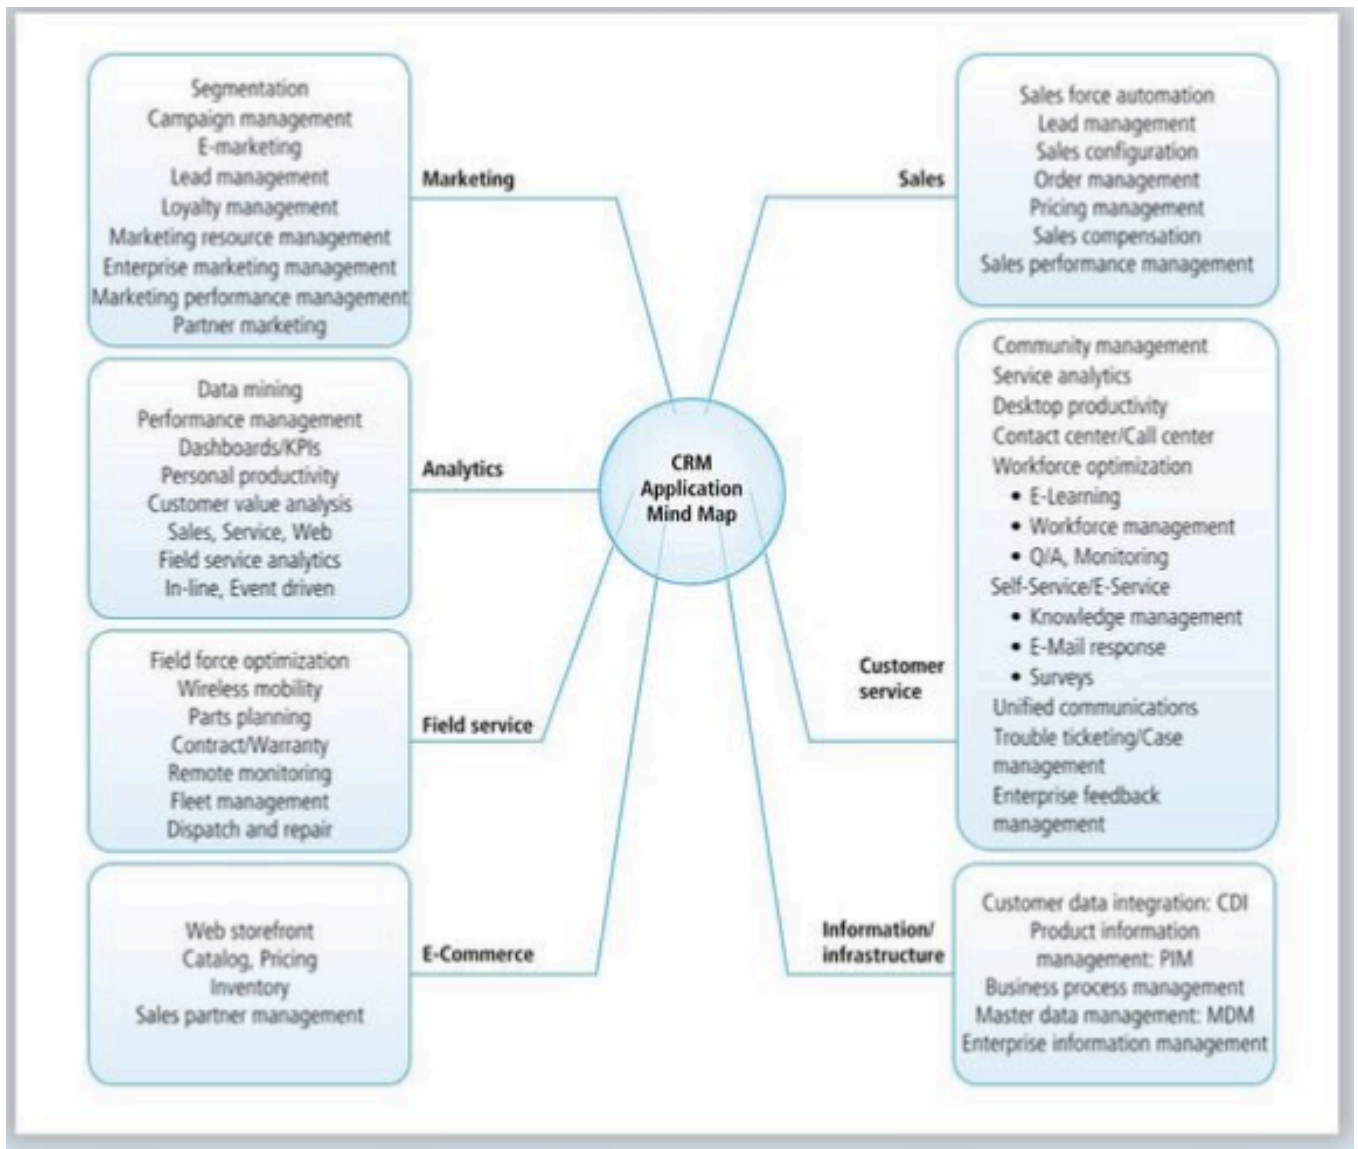 Segmentation
Campaign management
E-marketing
Lead management
Loyalty management
Marketing resource management
Enterprise marketing management
Marketing performance management
Partner marketing
Marketing
Data mining
Performance management
Dashboards/KPIs
Personal productivity
Customer value analysis
Sales, Service, Web
Field service analytics
In-line, Event driven
Analytics
Field force optimization
Wireless mobility
Parts planning
Contract/Warranty
Remote monitoring
Fleet management
Dispatch and repair
Field service
Web storefront
Catalog, Pricing
Inventory
Sales partner management
E-Commerce
CRM
Application
Mind Map
Sales
Sales force automation
Lead management
Sales configuration
Order management
Pricing management
Sales compensation
Sales performance management
Customer
service
Community management
Service analytics
Desktop productivity
Contact center/Call center
Workforce optimization
• E-Learning
• Workforce management
• Q/A, Monitoring
Self-Service/E-Service
• Knowledge management
• E-Mail response
• Surveys
Unified communications
Trouble ticketing/Case
management
Enterprise feedback
management
Information/
infrastructure
Customer data integration: CDI
Product information
management: PIM
Business process management
Master data management: MDM
Enterprise information management